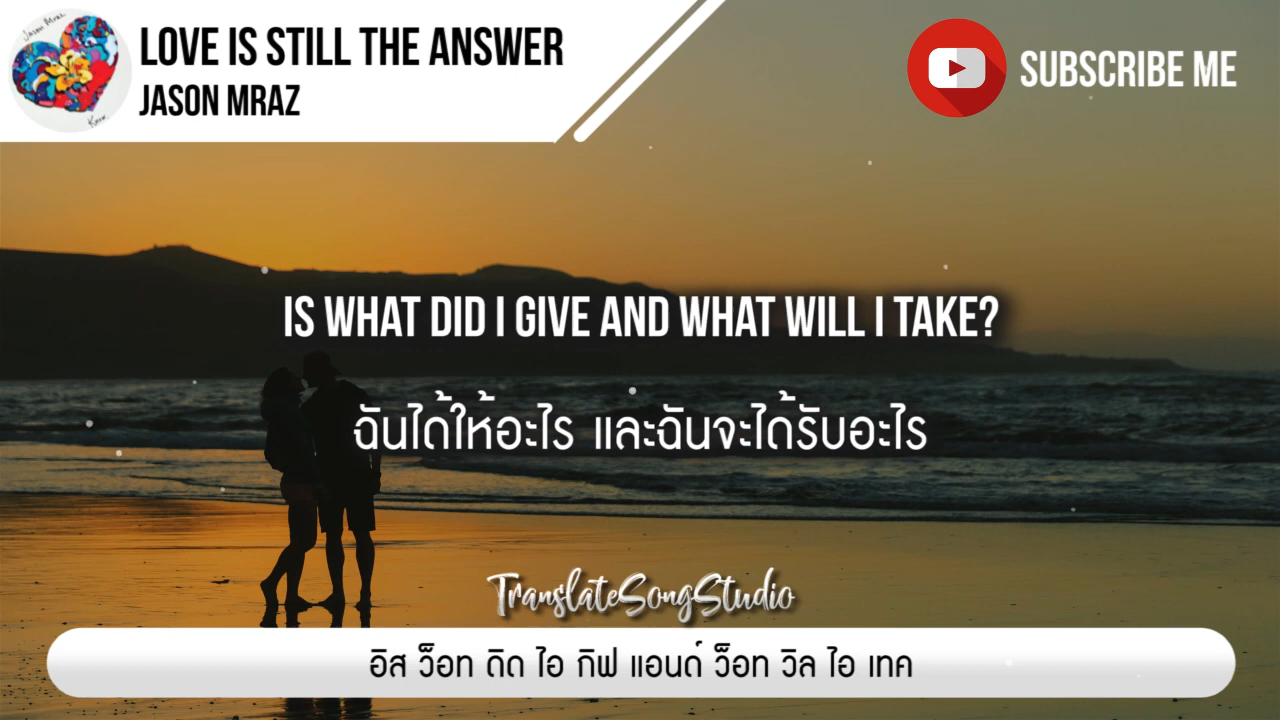 Jason Mraz
Know.
LOVE IS STILL THE ANSWER
JASON MRAZ
SUBSCRIBE ME
IS WHAT DID I GIVE AND WHAT WILL I TAKE?
ฉันได้ให้อะไร และฉันจะได้รับอะไร
TranslateSongStudio
อิส ว็อท ดิด ไอ กิฟ แอนด์ ว็อท วิล ไอ เทค